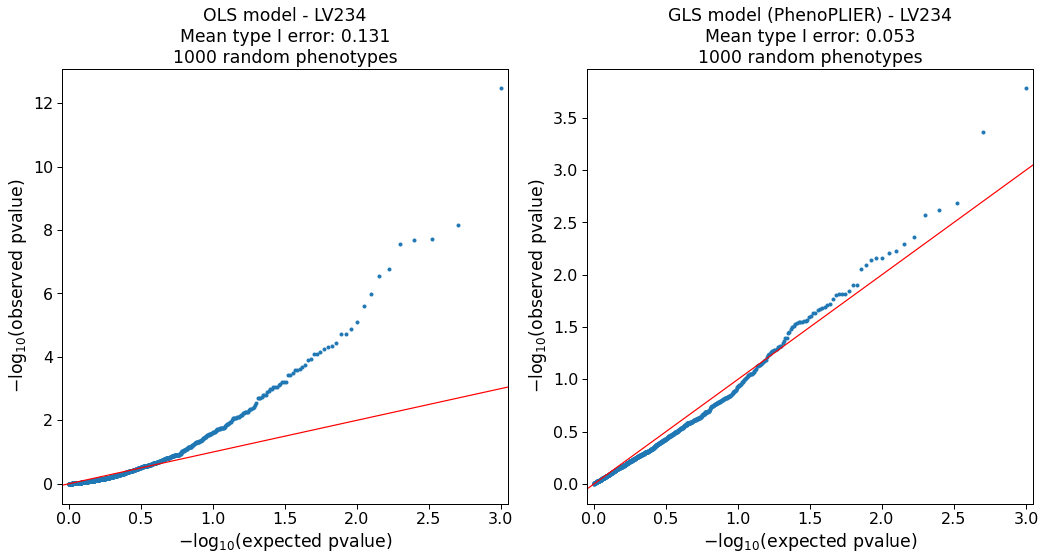 OLS model - LV234
Mean type I error: 0.131
1000 random phenotypes
12
10
8
6
4
2
0
−log10(observed pvalue)
0.0 0.5 1.0 1.5 2.0 2.5 3.0
−log10(expected pvalue)
GLS model (PhenoPLIER) - LV234
Mean type I error: 0.053
1000 random phenotypes
3.5
3.0
2.5
2.0
1.5
1.0
0.5
0.0
−log10(observed pvalue)
0.0 0.5 1.0 1.5 2.0 2.5 3.0
−log10(expected pvalue)